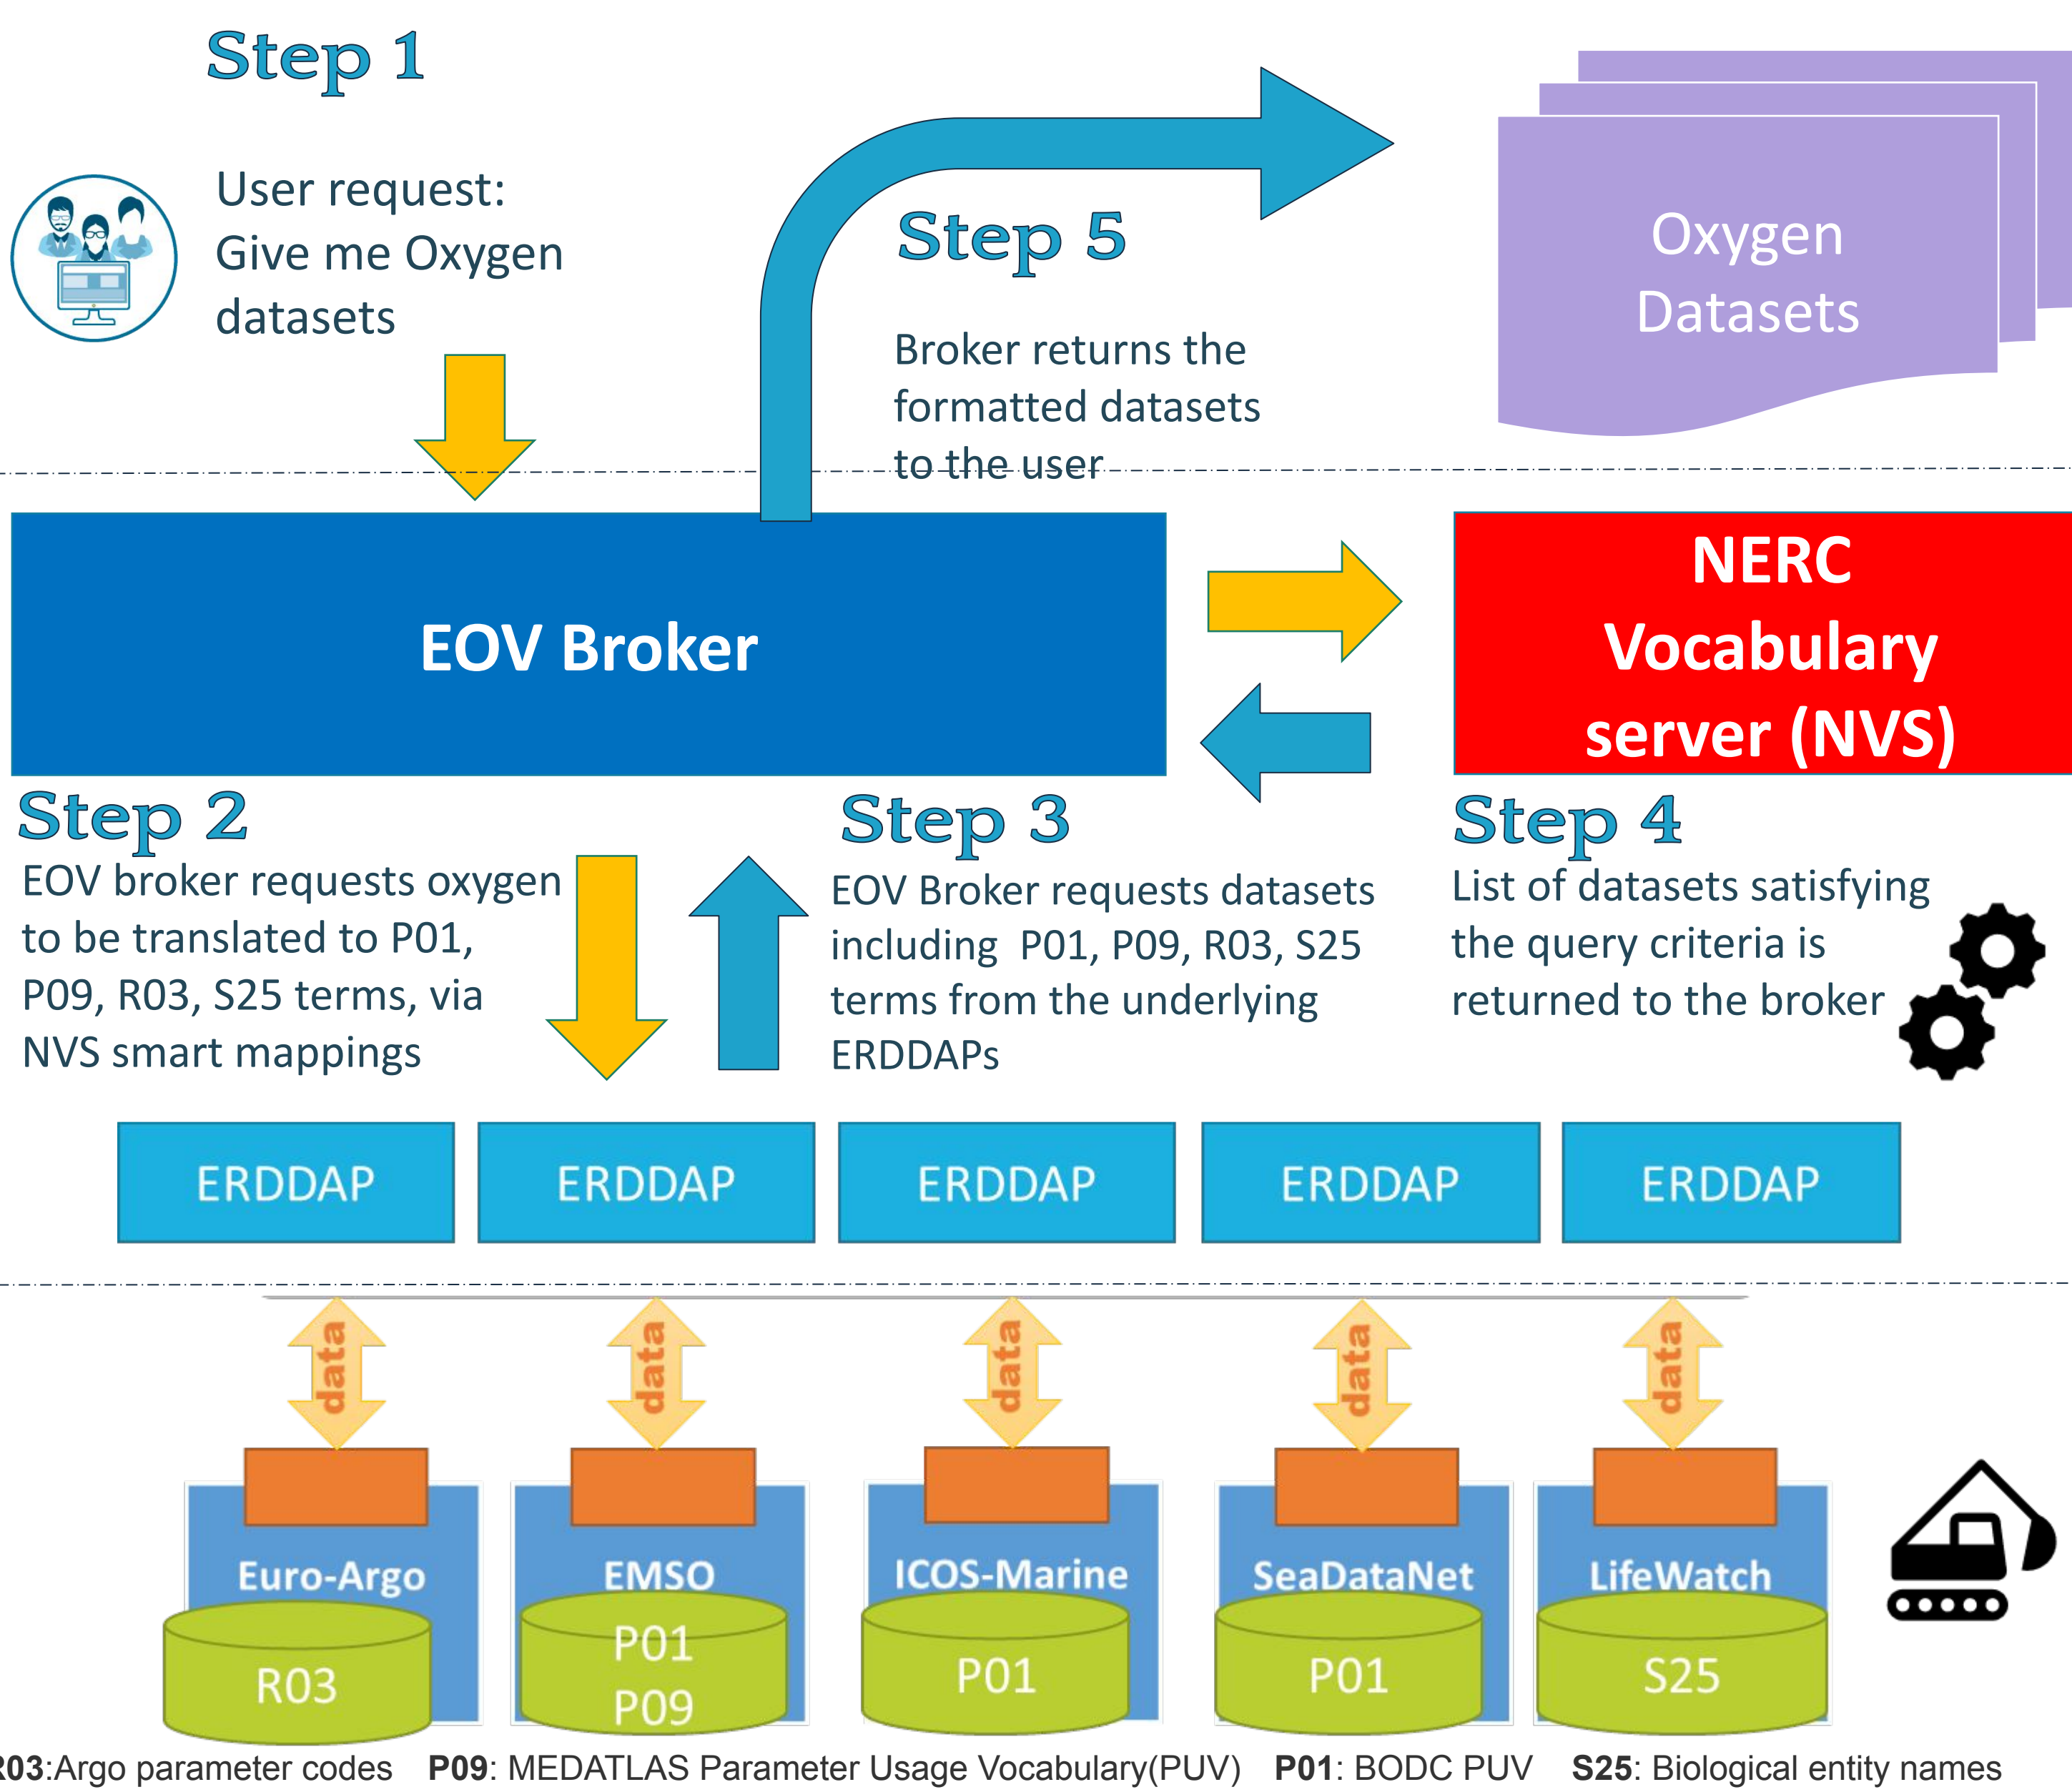 Step 1
User request:
Give me Oxygen
datasets
Step 5
Broker returns the
formatted datasets
to the user
Oxygen
Datasets
EOV Broker
NERC
Vocabulary
server (NVS)
Step 2
EOV broker requests oxygen
to be translated to P01,
P09, R03, S25 terms, via
NVS smart mappings
Step 3
EOV Broker requests datasets
including P01, P09, R03, S25
terms from the underlying
ERDDAPs
Step 4
List of datasets satisfying
the query criteria is
returned to the broker
ERDDAP
ERDDAP
ERDDAP
ERDDAP
ERDDAP
data
data
data
data
data
Euro-Argo
R03
EMSO
P01
P09
ICOS-Marine
P01
SeaDataNet
P01
LifeWatch
S25
R03:Argo parameter codes P09: MEDATLAS Parameter Usage Vocabulary(PUV) P01: BODC PUV S25: Biological entity names